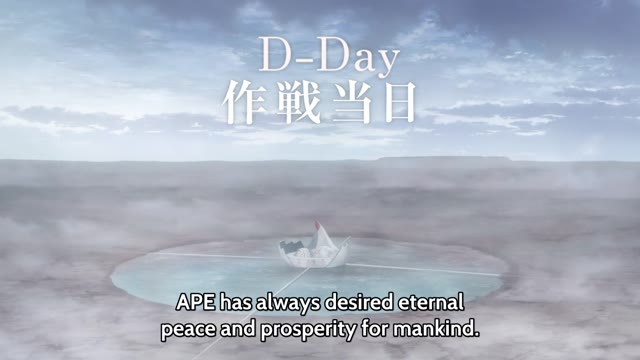 D-Day
作戦当日
APE has always desired eternal
peace and prosperity for mankind.